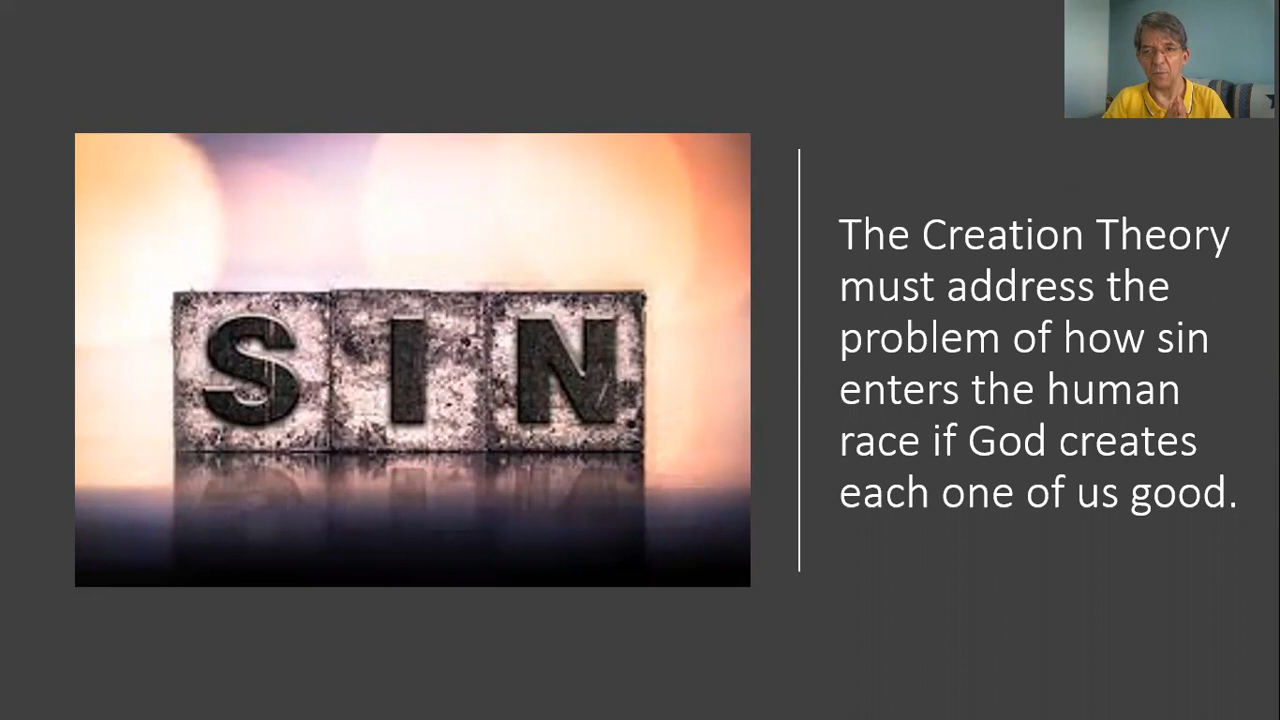 SIN
The Creation Theory
must address the
problem of how sin
enters the human
race if God creates
each one of us good.